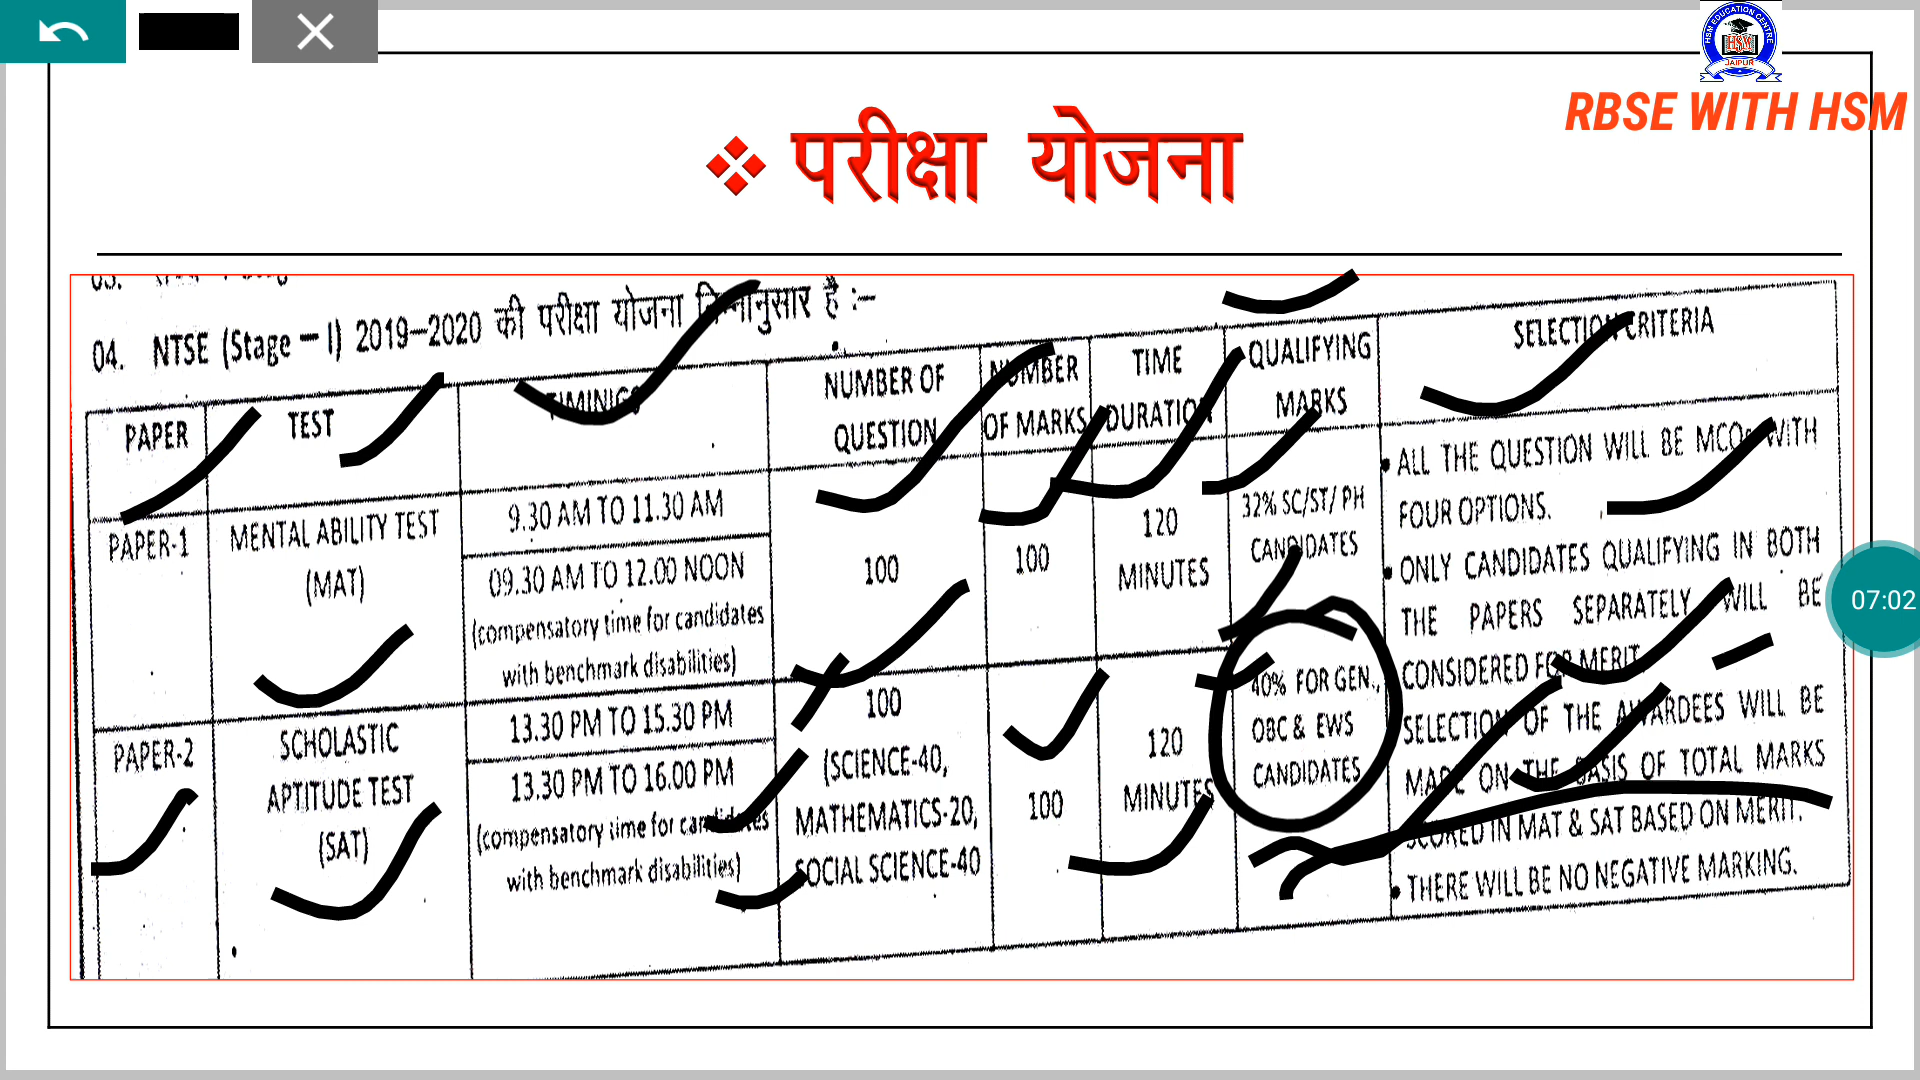 HSM EDUCATION CENTRE
HSM
JAIPUR
RBSE WITH HSM
❖ परीक्षा योजना
04. NTSE (Stage – I) 2019–2020 की परीक्षा योजना निम्नानुसार है :–
PAPER
TEST
TIMINIGS
NUMBER OF
QUESTION
NUMBER
OF MARKS
TIME
DURATION
QUALIFYING
MARKS
SELECTION CRITERIA
PAPER-1
MENTAL ABILITY TEST
(MAT)
9.30 AM TO 11.30 AM
09.30 AM TO 12.00 NOON
(compensatory time for candidates
with benchmark disabilities)
100
100
120
MINUTES
32% SC/ST/ PH
CANDIDATES
40% FOR GEN.,
OBC & EWS
CANDIDATES
• ALL THE QUESTION WILL BE MCQs WITH
FOUR OPTIONS.
• ONLY CANDIDATES QUALIFYING IN BOTH
THE PAPERS SEPARATELY WILL BE
CONSIDERED FOR MERIT
SELECTION OF THE AWARDEES WILL BE
MADE ON THE BASIS OF TOTAL MARKS
SCORED IN MAT & SAT BASED ON MERIT.
• THERE WILL BE NO NEGATIVE MARKING.
PAPER-2
SCHOLASTIC
APTITUDE TEST
(SAT)
13.30 PM TO 15.30 PM
13.30 PM TO 16.00 PM
(compensatory time for candidates
with benchmark disabilities)
100
(SCIENCE-40,
MATHEMATICS-20,
SOCIAL SCIENCE-40
100
120
MINUTES
07:02